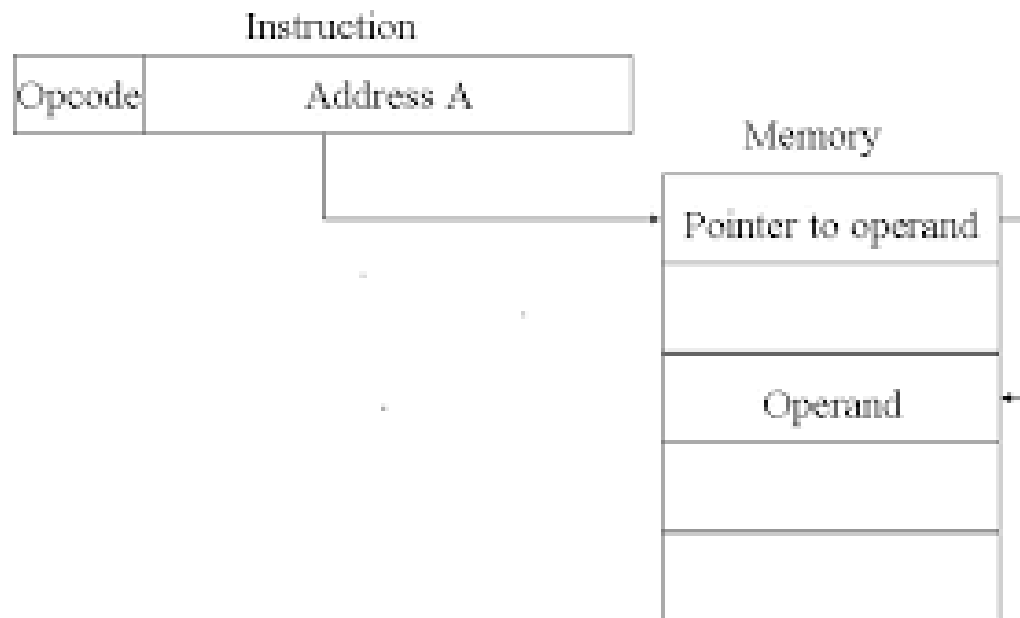 Instruction
Opcode
Address A
Memory
Pointer to operand
Operand